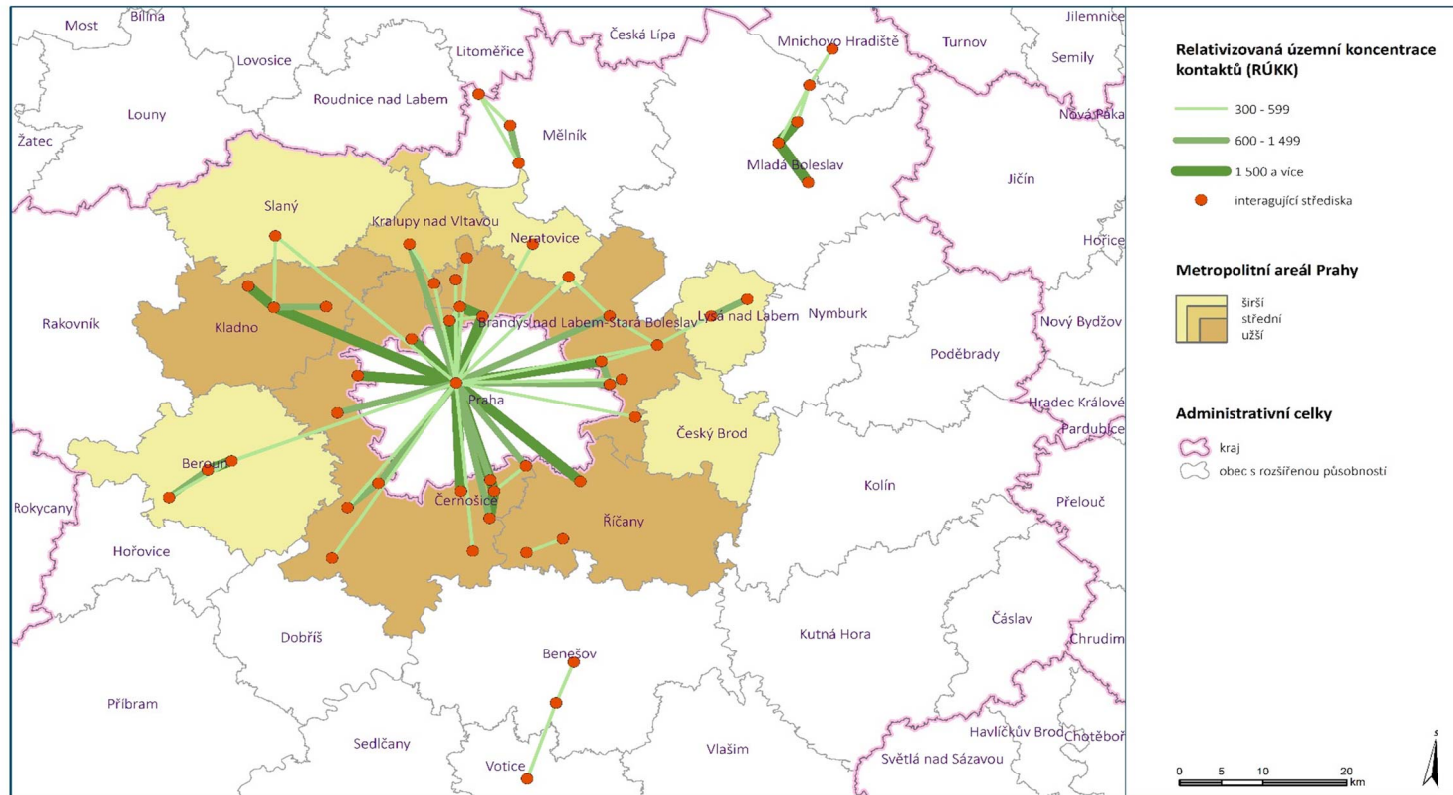 Most
Bílina
Lovosice
Litoměřice
Česká Lípa
Mnichovo Hradiště
Turnov
Jilemnice
Semily
Louny
Roudnice nad Labem
Žatec
Mělník
Nová Paka
Mladá Boleslav
Jičín
Slaný
Kralupy nad Vltavou
Neratovice
Hořice
Rakovník
Kladno
Brandýs nad Labem-Stará Boleslav
Lysá nad Labem
Nymburk
Nový Bydžov
Poděbrady
Praha
Hradec Králové
Pardubice
Český Brod
Beroun
Kolín
Rokycany
Černošice
Říčany
Přelouč
Hořovice
Čáslav
Dobříš
Kutná Hora
Chrudim
Benešov
Příbram
Sedlčany
Votice
Vlašim
Havlíčkův Brod
Chotěboř
Světlá nad Sázavou
Relativizovaná územní koncentrace
kontaktů (RÚKK)
300 - 599
600 - 1 499
1 500 a více
interagující střediska
Metropolitní areál Prahy
širší
střední
užší
Administrativní celky
kraj
obec s rozšířenou působností
S
0 5 10 20
km